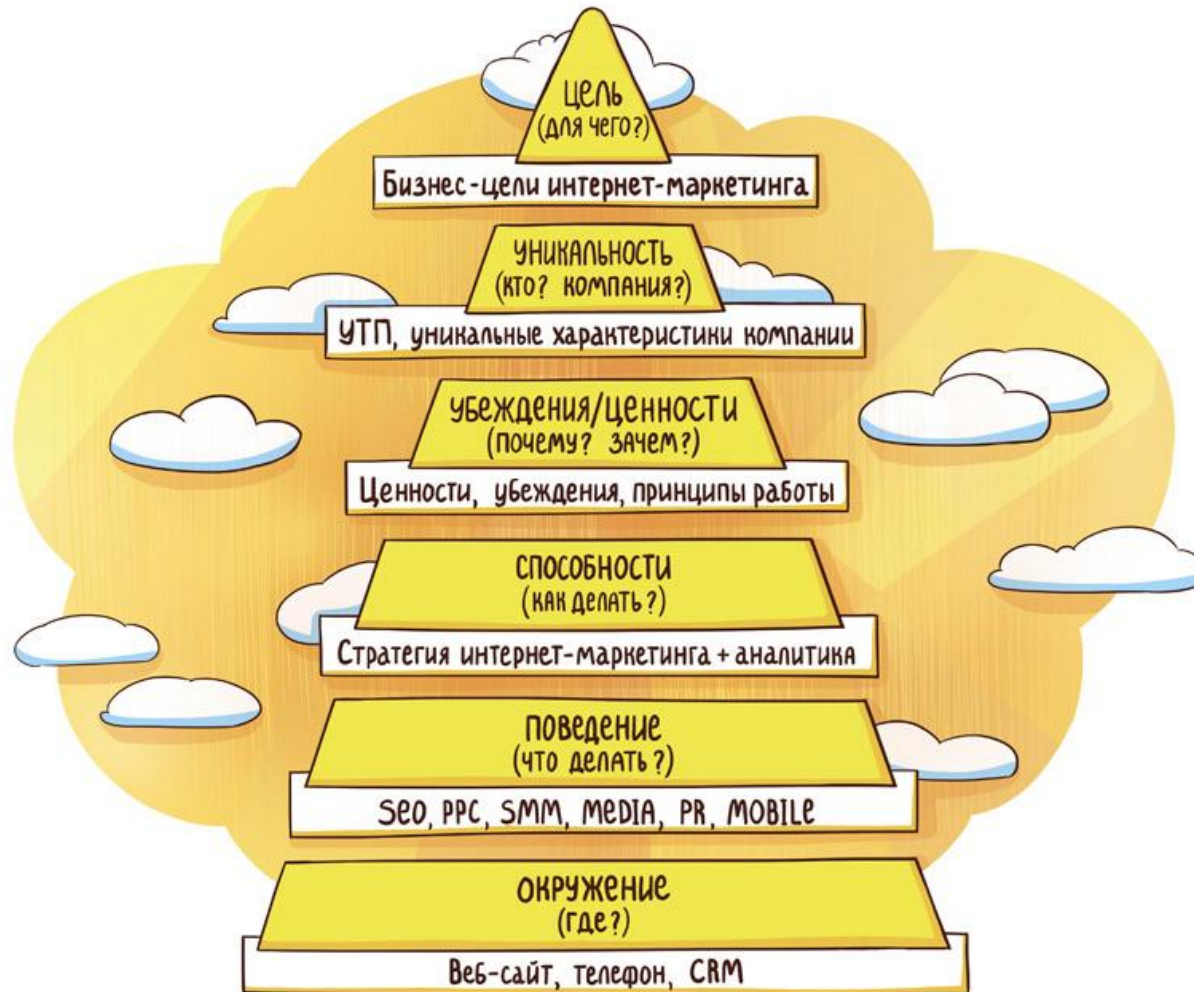 ЦЕЛЬ
(ДЛЯ ЧЕГО?)
Бизнес-цели интернет-маркетинга
УНИКАЛЬНОСТЬ
(КТО? КОМПАНИЯ?)
УТП, уникальные характеристики компании
УБЕЖДЕНИЯ/ЦЕННОСТИ
(ПОЧЕМУ? ЗАЧЕМ?)
Ценности, убеждения, принципы работы
СПОСОБНОСТИ
(КАК ДЕЛАТЬ?)
Стратегия интернет-маркетинга + аналитика
ПОВЕДЕНИЕ
(ЧТО ДЕЛАТЬ?)
SEO, PPC, SMM, MEDIA, PR, MOBILE
ОКРУЖЕНИЕ
(ГДЕ?)
Веб-сайт, телефон, CRM